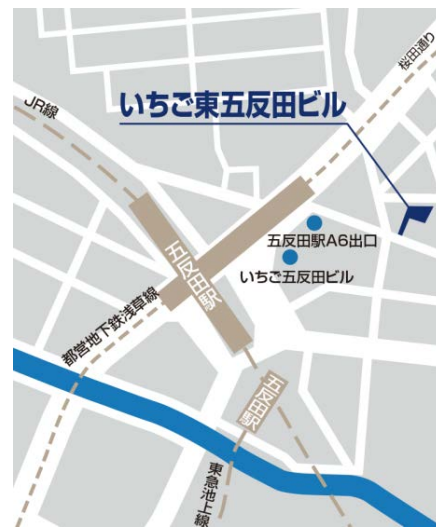 桜田通り
JR線
いちご東五反田ビル
五反田駅A6出口
いちご五反田ビル
五反田駅
都営地下鉄浅草線
五反田駅
東急池上線